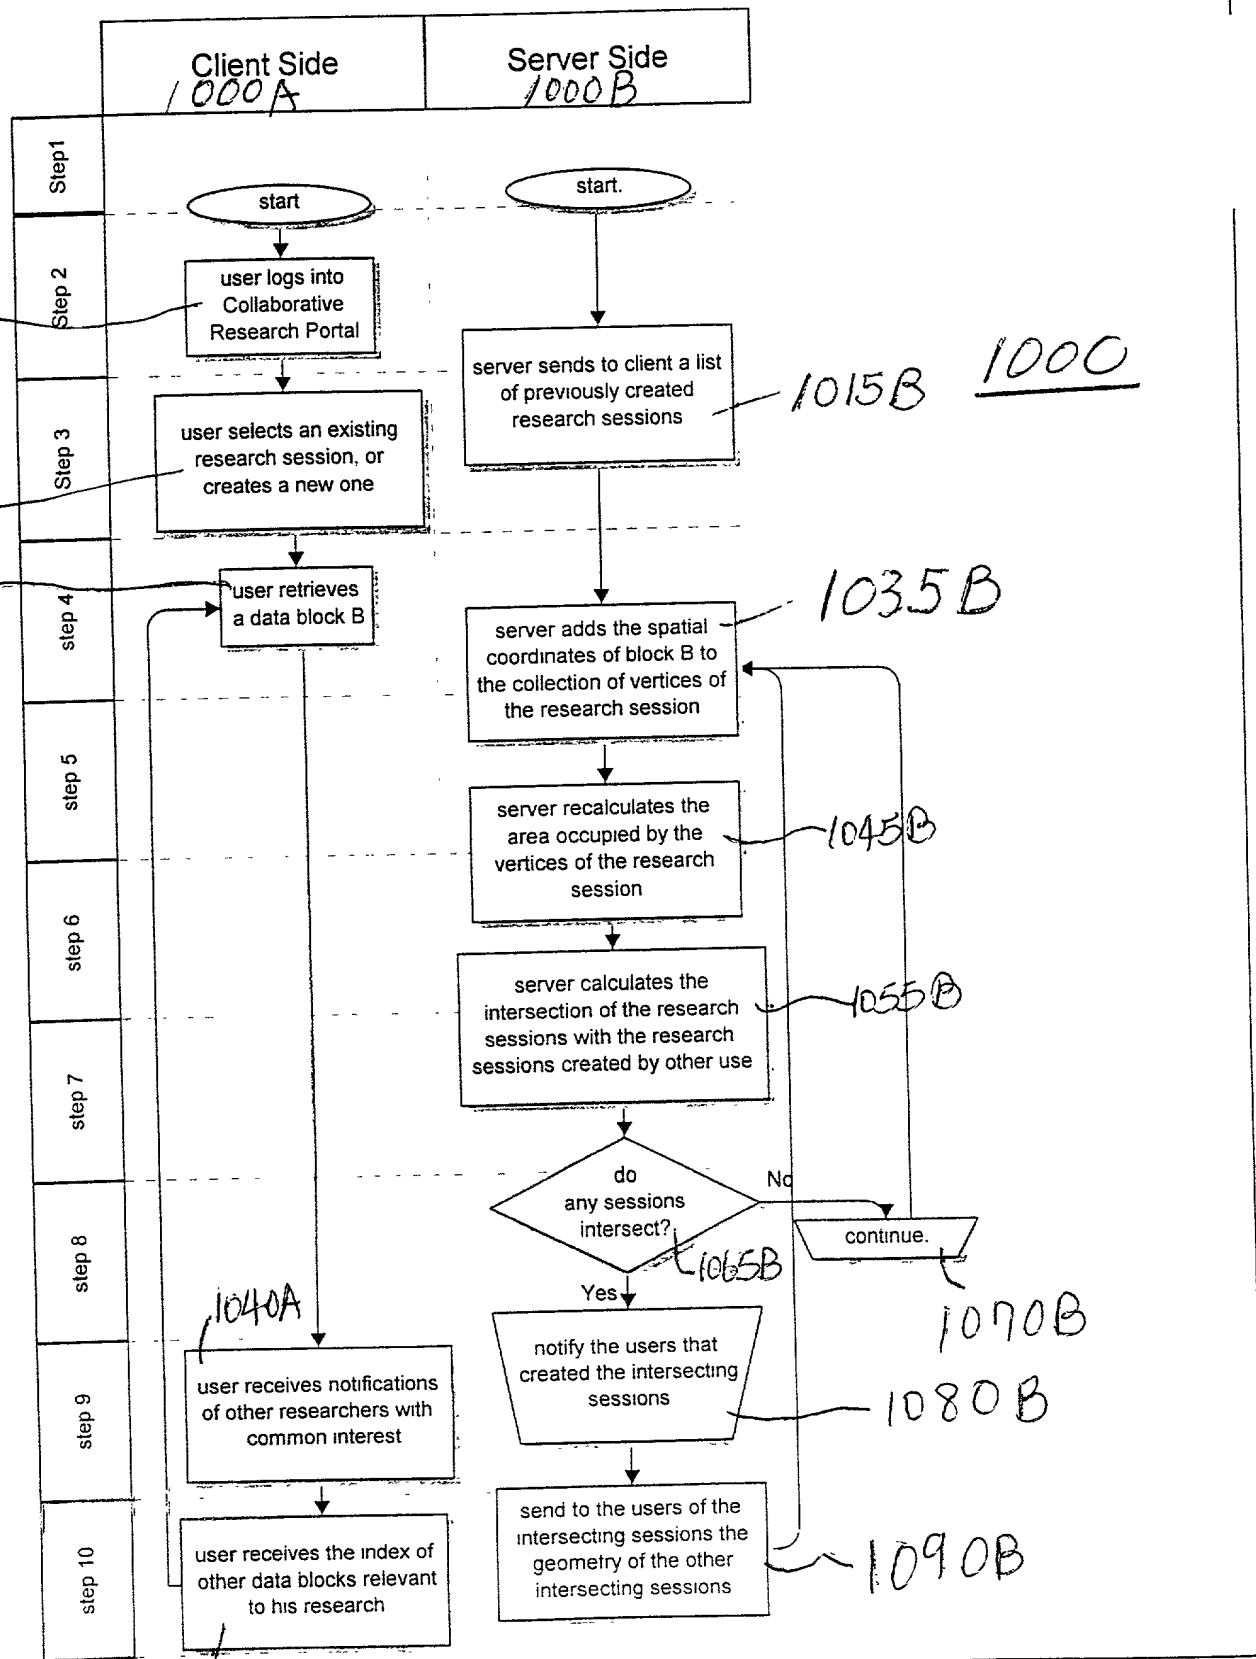 Client Side
1000A
Server Side
1000B
Step1
start
start.
Step 2
user logs into
Collaborative
Research Portal
server sends to client a list
of previously created
research sessions
1015B
1000
Step 3
user selects an existing
research session, or
creates a new one
step 4
user retrieves
a data block B
server adds the spatial
coordinates of block B to
the collection of vertices of
the research session
1035B
step 5
server recalculates the
area occupied by the
vertices of the research
session
1045B
step 6
server calculates the
intersection of the research
sessions with the research
sessions created by other use
1055B
step 7
do
any sessions
intersect?
No
1065B
Yes
step 8
continue.
1070B
1040A
notify the users that
created the intersecting
sessions
1080B
step 9
user receives notifications
of other researchers with
common interest
step 10
user receives the index of
other data blocks relevant
to his research
send to the users of the
intersecting sessions the
geometry of the other
intersecting sessions
1090B